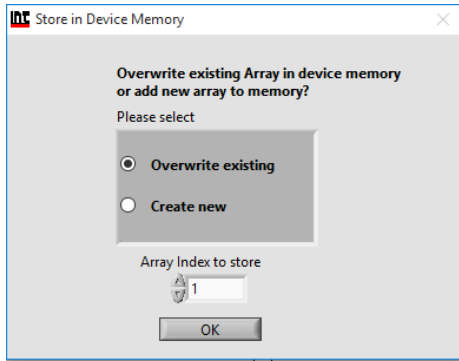 INT Store in Device Memory
Overwrite existing Array in device memory
or add new array to memory?
Please select
Overwrite existing
Create new
Array Index to store
1
OK